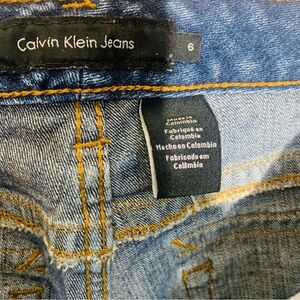 Calvin Klein Jeans
6
Made in
Colombia
Fabriqué en
Colombie
Hecho en Colombia
Fabricado em
Colômbia